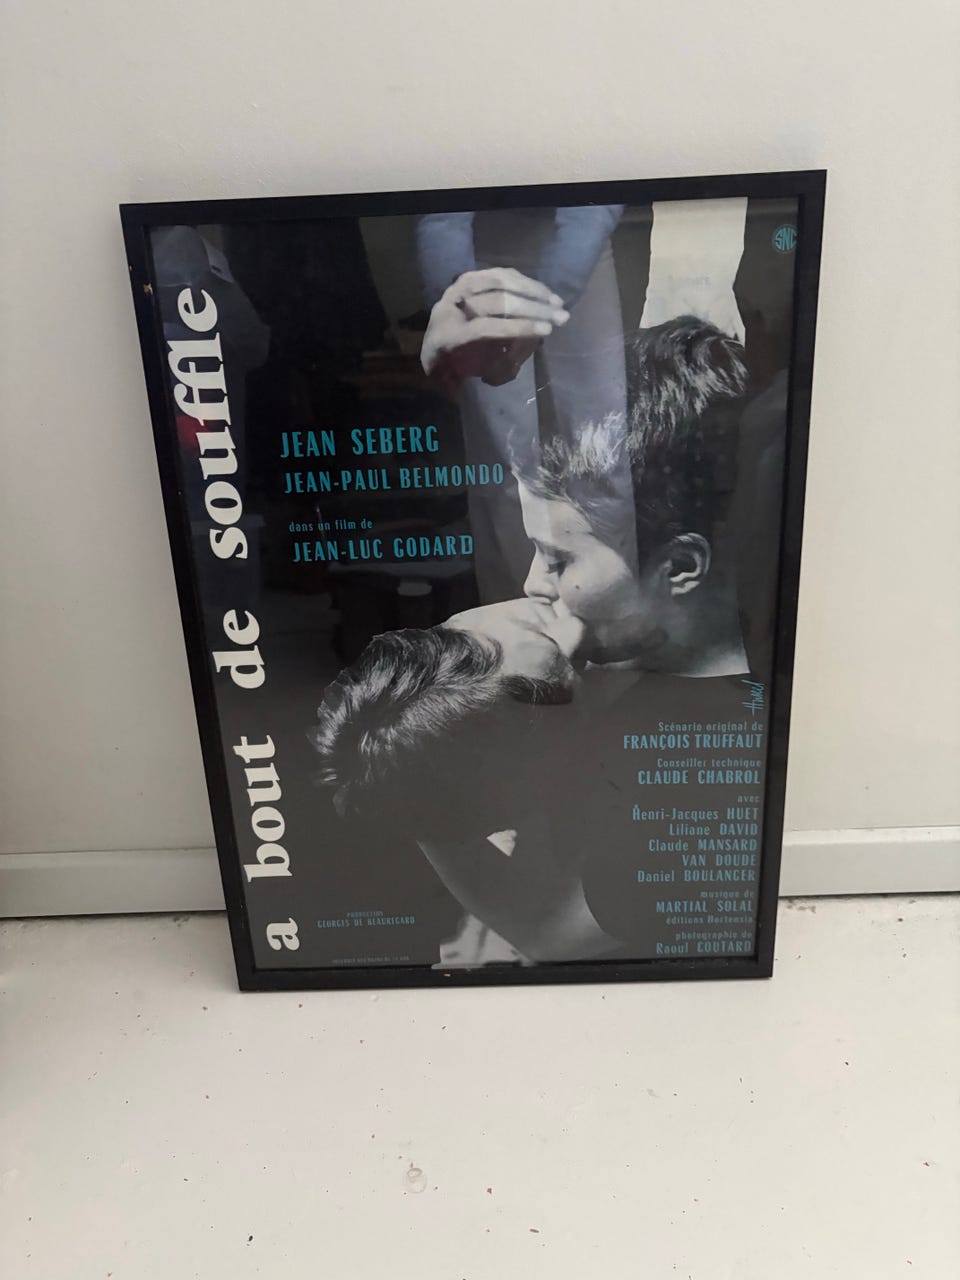 SNC
a bout de souffle
JEAN SEBERG
JEAN-PAUL BELMONDO
dans un film de
JEAN-LUC GODARD
Hurel
Scénario original de
FRANÇOIS TRUFFAUT
Conseiller technique
CLAUDE CHABROL
avec
Henri-Jacques HUET
Liliane DAVID
Claude MANSARD
VAN DOUDE
Daniel BOULANGER
musique de
MARTIAL SOLAL
éditions Hortensia
photographie de
Raoul COUTARD
PRODUCTION
GEORGES DE BEAUREGARD